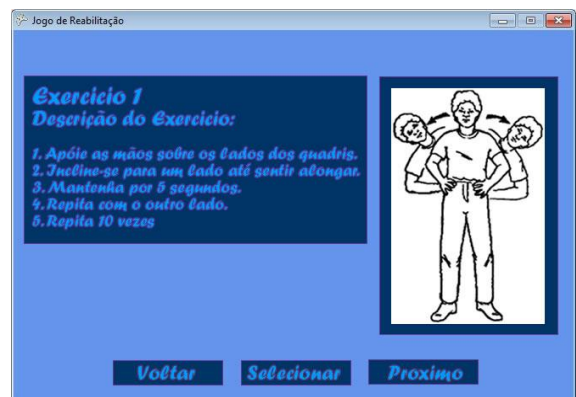 Jogo de Reabilitação
Exercicio 1
Descrição do Exercicio:
1. Apóie as mãos sobre os lados dos quadris.
2. Incline-se para um lado até sentir alongar.
3. Mantenha por 5 segundos.
4. Repita com o outro lado.
5. Repita 10 vezes
Voltar
Selecionar
Proximo